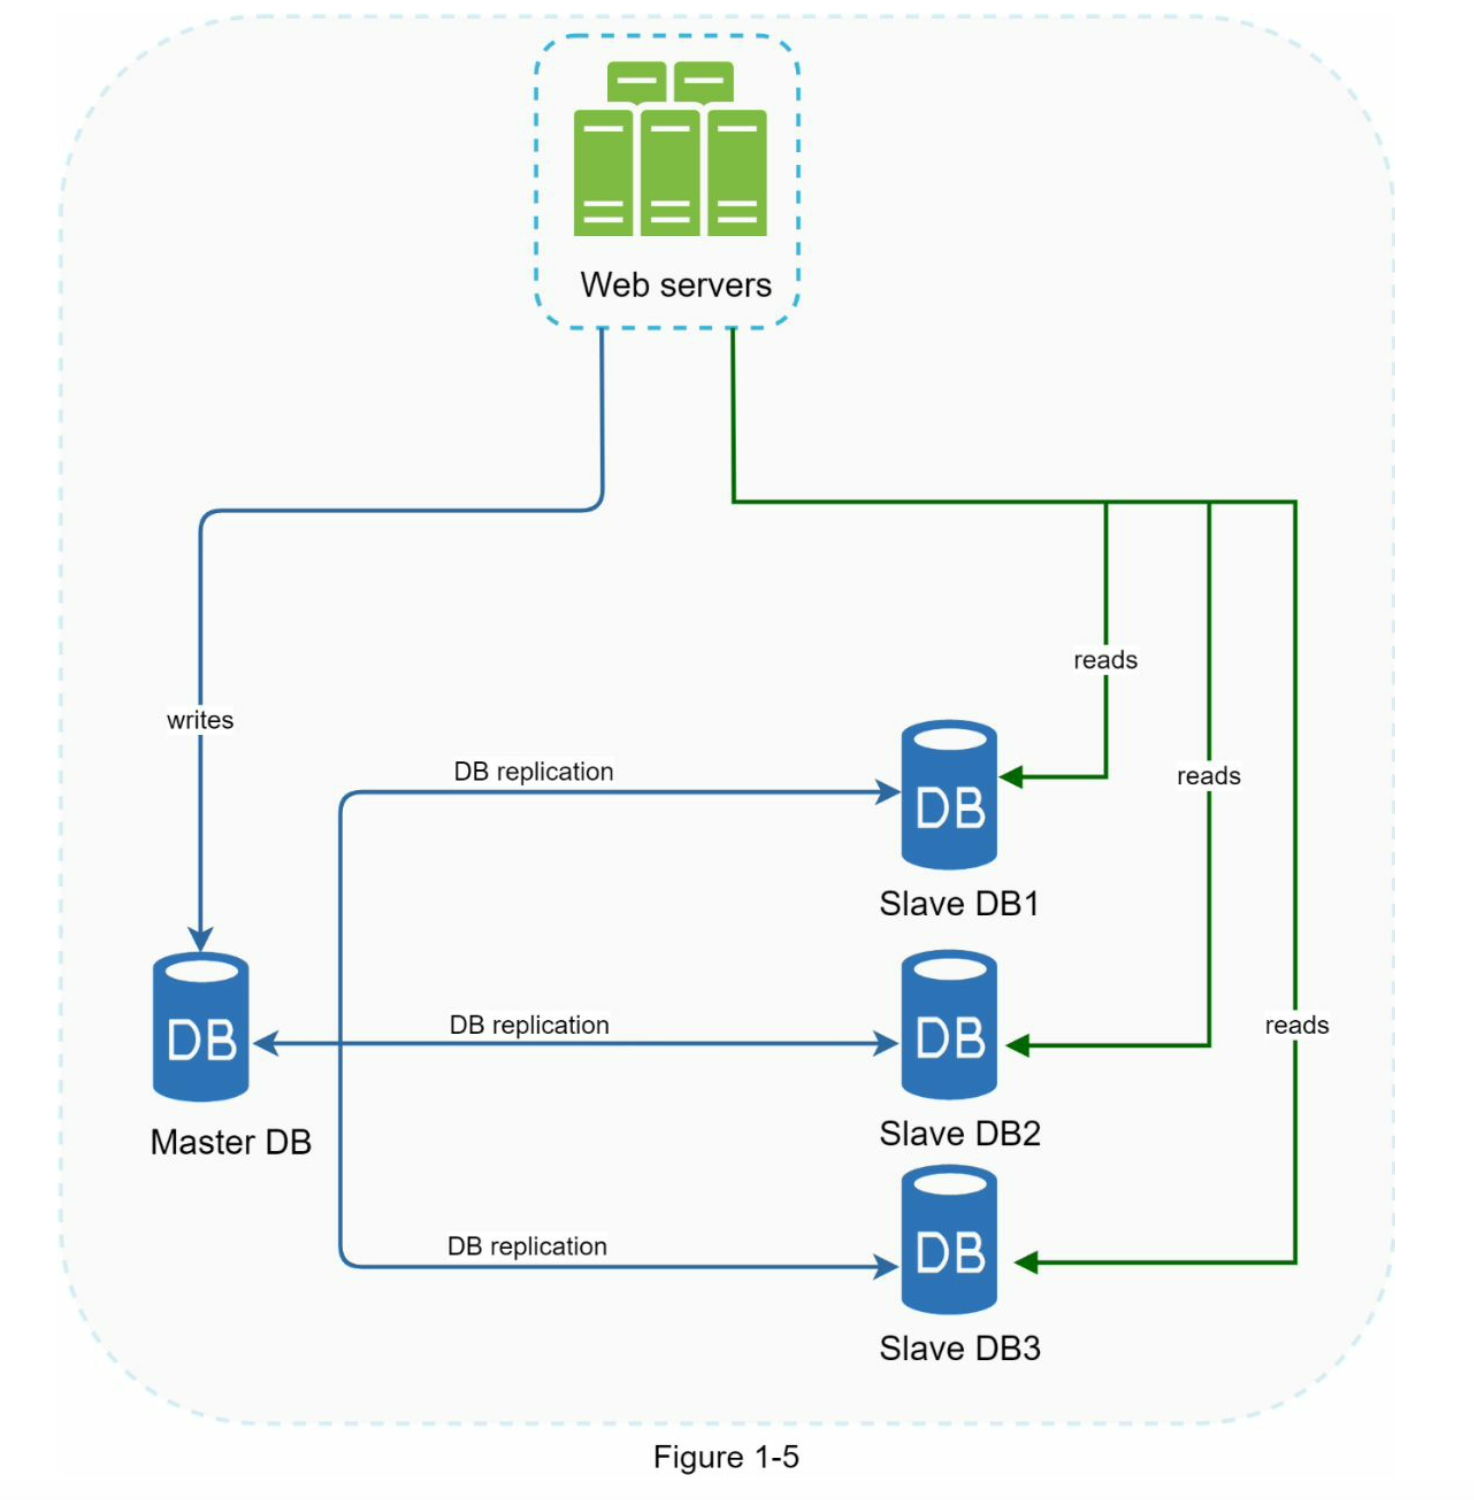 Web servers
reads
writes
DB replication
reads
DB
Slave DB1
DB replication
reads
DB
DB
Master DB
Slave DB2
DB replication
DB
Slave DB3
Figure 1-5